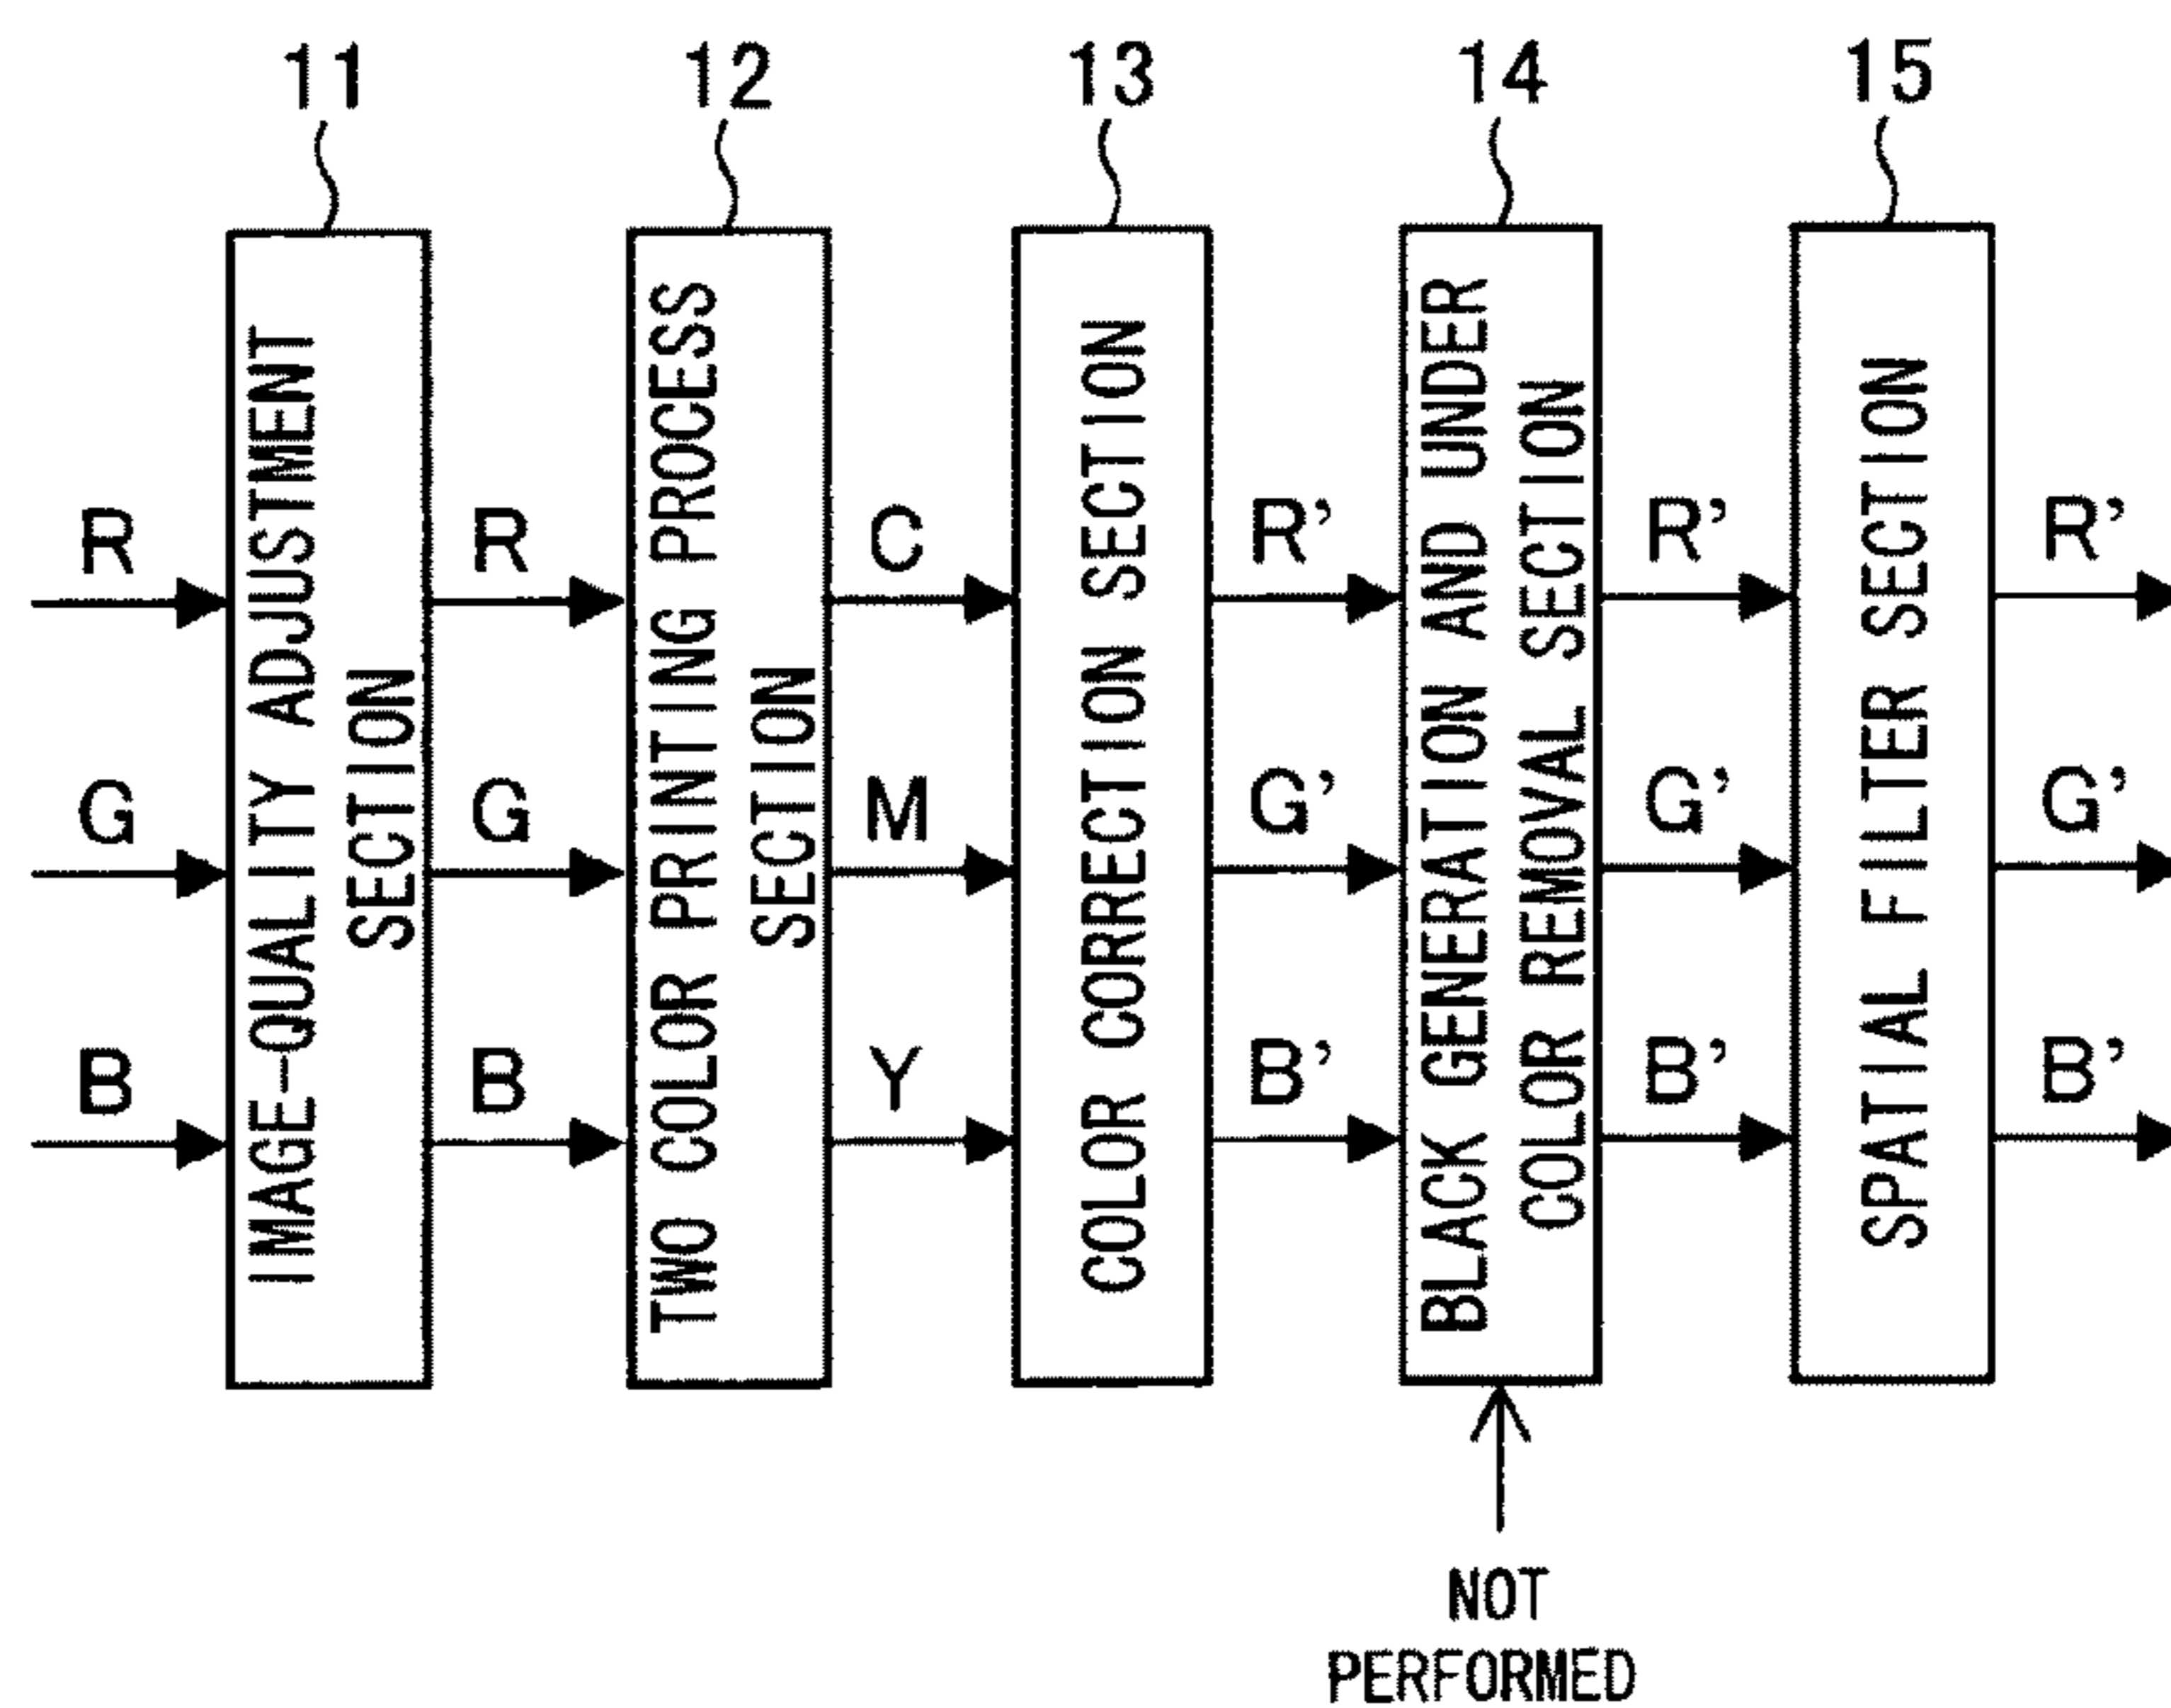 11
12
13
14
15
IMAGE-QUALITY ADJUSTMENT
SECTION
TWO COLOR PRINTING PROCESS
SECTION
COLOR CORRECTION SECTION
BLACK GENERATION AND UNDER
COLOR REMOVAL SECTION
SPATIAL FILTER SECTION
R
R
C
R'
R'
R'
G
G
M
G'
G'
G'
B
B
Y
B'
B'
B'
NOT
PERFORMED